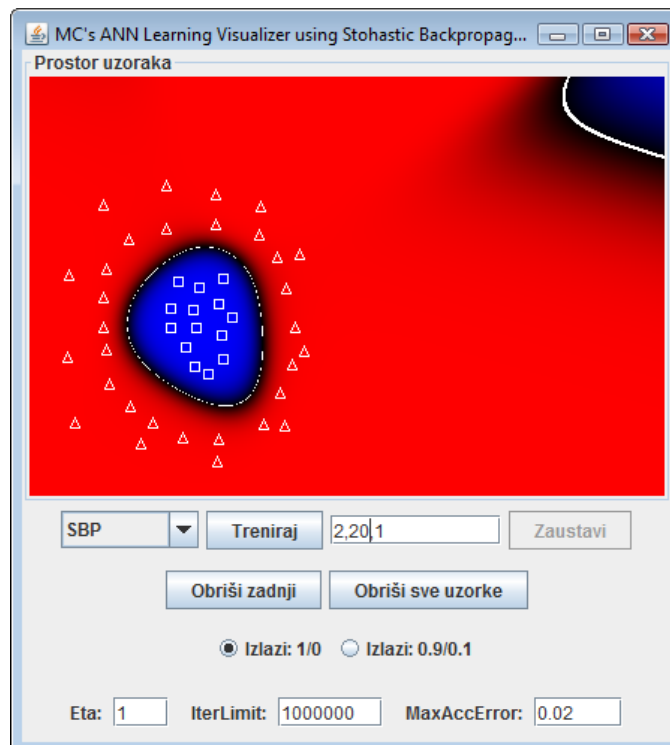 MC's ANN Learning Visualizer using Stohastic Backpropag...
Prostor uzoraka
SBP Treniraj 2,20,1 Zaustavi
Obriši zadnji Obriši sve uzorke
Izlazi: 1/0 Izlazi: 0.9/0.1
Eta: 1 IterLimit: 1000000 MaxAccError: 0.02